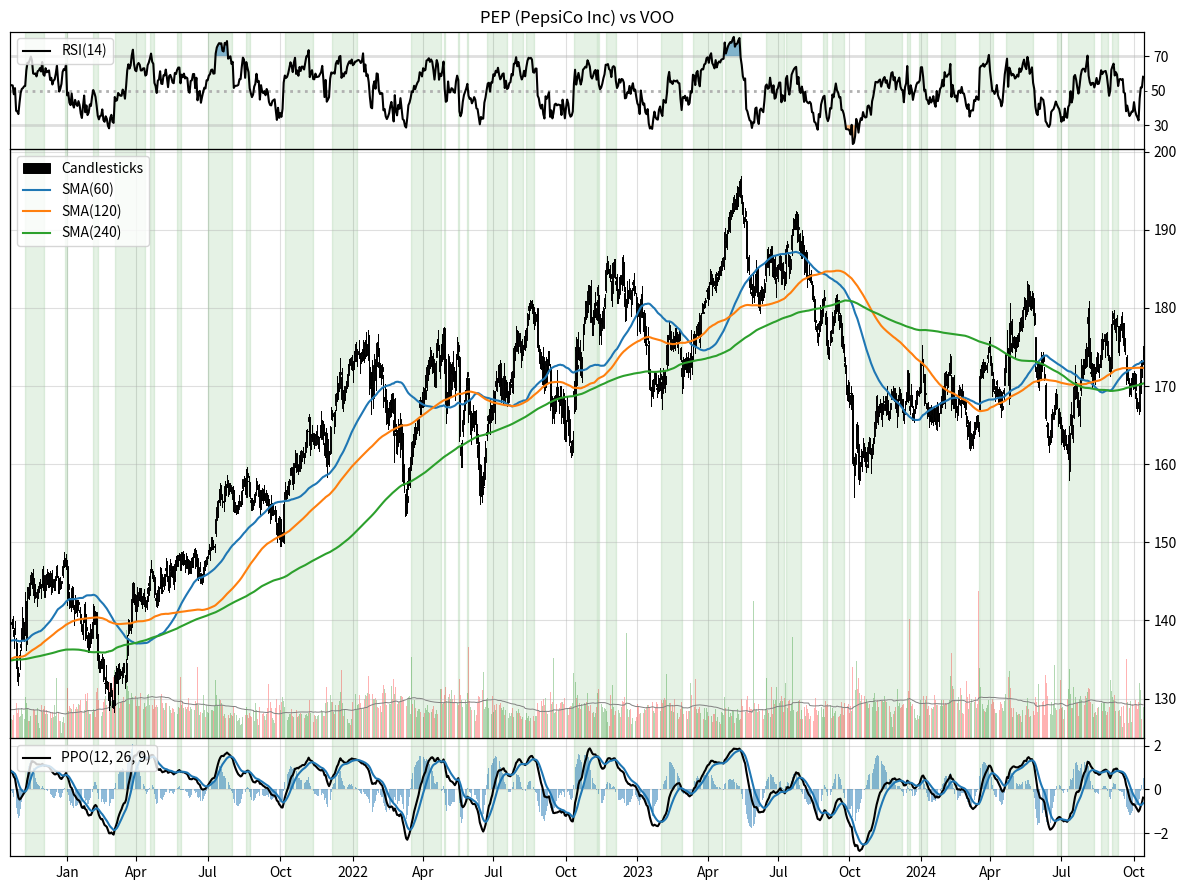 PEP (PepsiCo Inc) vs VOO
RSI(14)
70
50
30
Candlesticks
SMA(60)
SMA(120)
SMA(240)
200
190
180
170
160
150
140
130
PPO(12, 26, 9)
2
0
−2
Jan Apr Jul Oct 2022 Apr Jul Oct 2023 Apr Jul Oct 2024 Apr Jul Oct